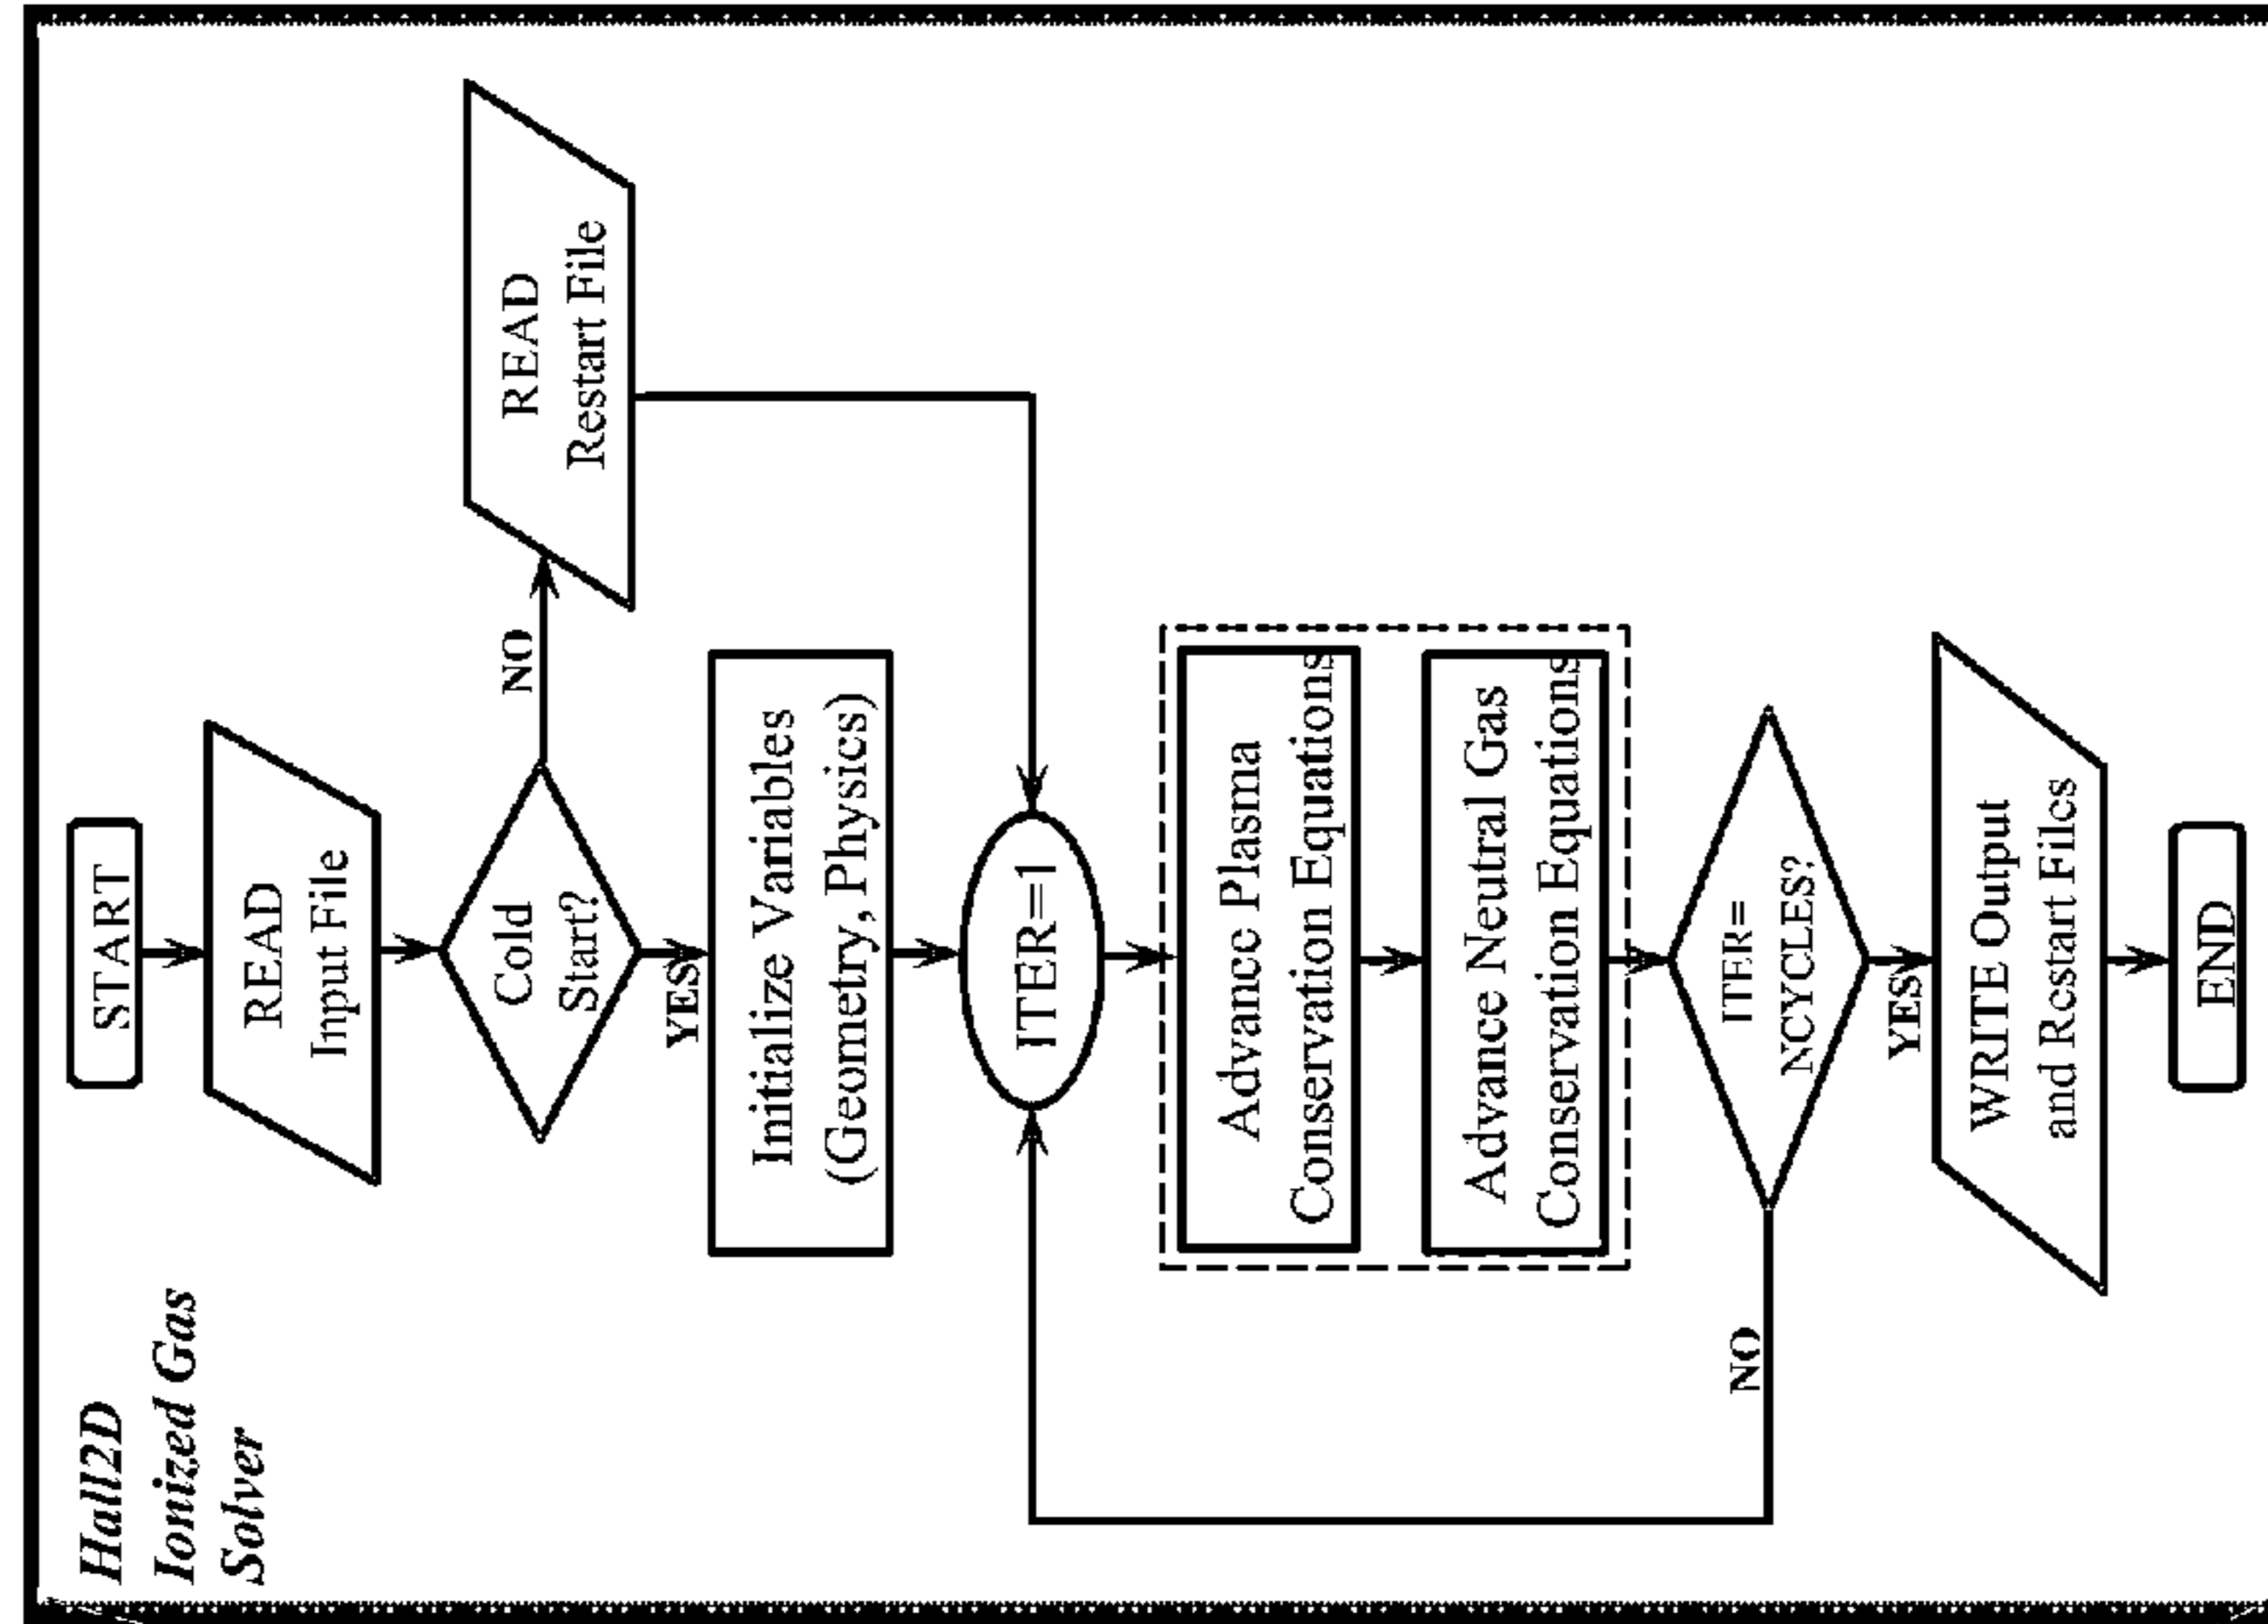 Hall2D
Ionized Gas
Solver
START
READ
Input File
Cold
Start?
NO
READ
Restart File
YES
Initialize Variables
(Geometry, Physics)
ITER=1
Advance Plasma
Conservation Equations
Advance Neutral Gas
Conservation Equations
ITER=
NCYCLES?
NO
YES
WRITE Output
and Restart Files
END